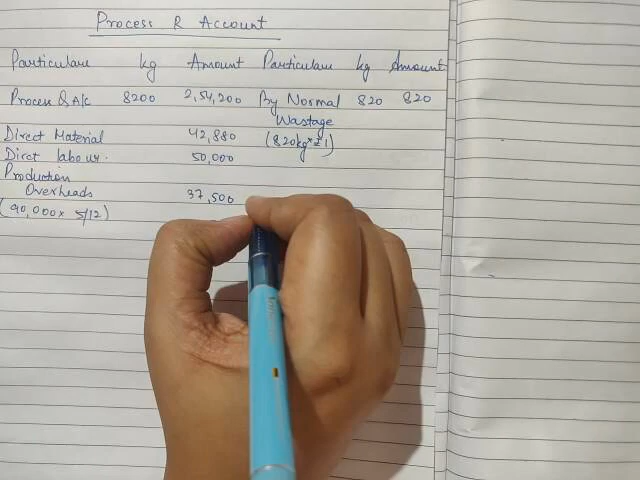 Process R Account
Particulars kg Amount Particulars kg Amount
Process Q A/c 8200 2,54,200 By Normal 820 820
Wastage
Direct Material 42,880 (820kg × ₹1)
Direct labour. 50,000
Production
Overheads 37,500
(90,000 × 5/12)